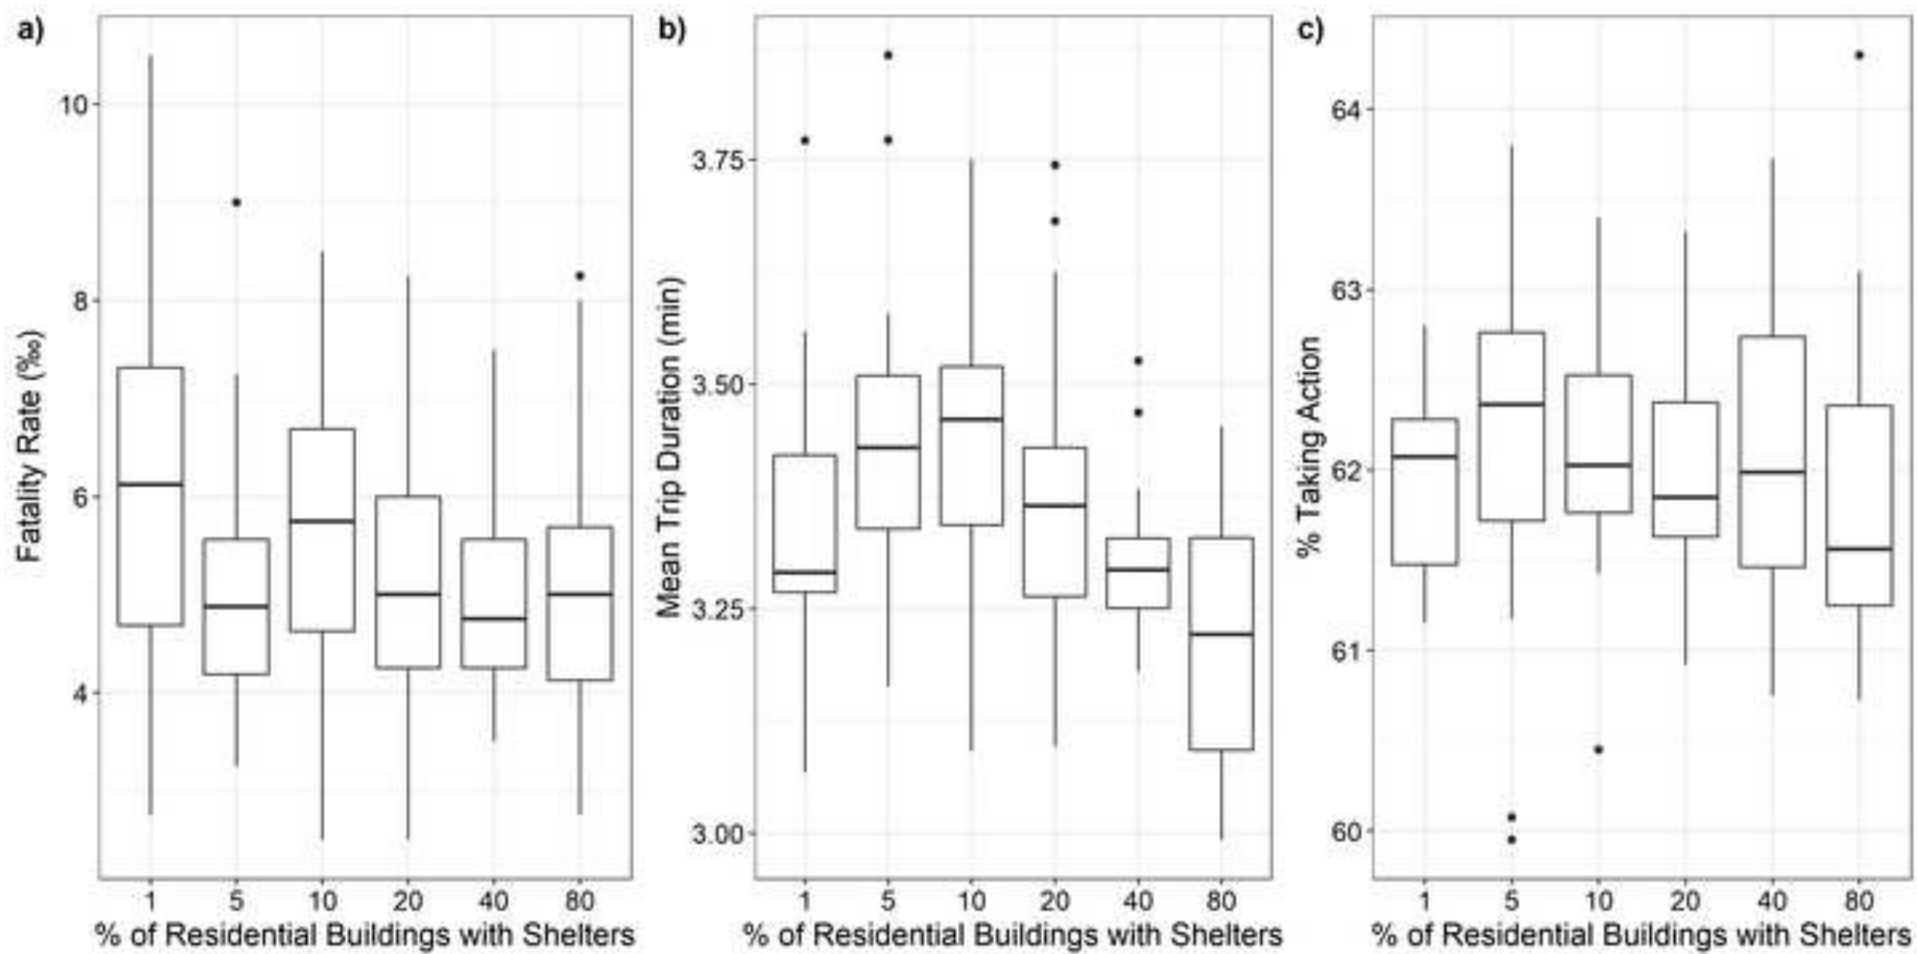 a)
Fatality Rate (‰)
10
8
6
4
1 5 10 20 40 80
% of Residential Buildings with Shelters
b)
Mean Trip Duration (min)
3.75
3.50
3.25
3.00
1 5 10 20 40 80
% of Residential Buildings with Shelters
c)
% Taking Action
64
63
62
61
60
1 5 10 20 40 80
% of Residential Buildings with Shelters